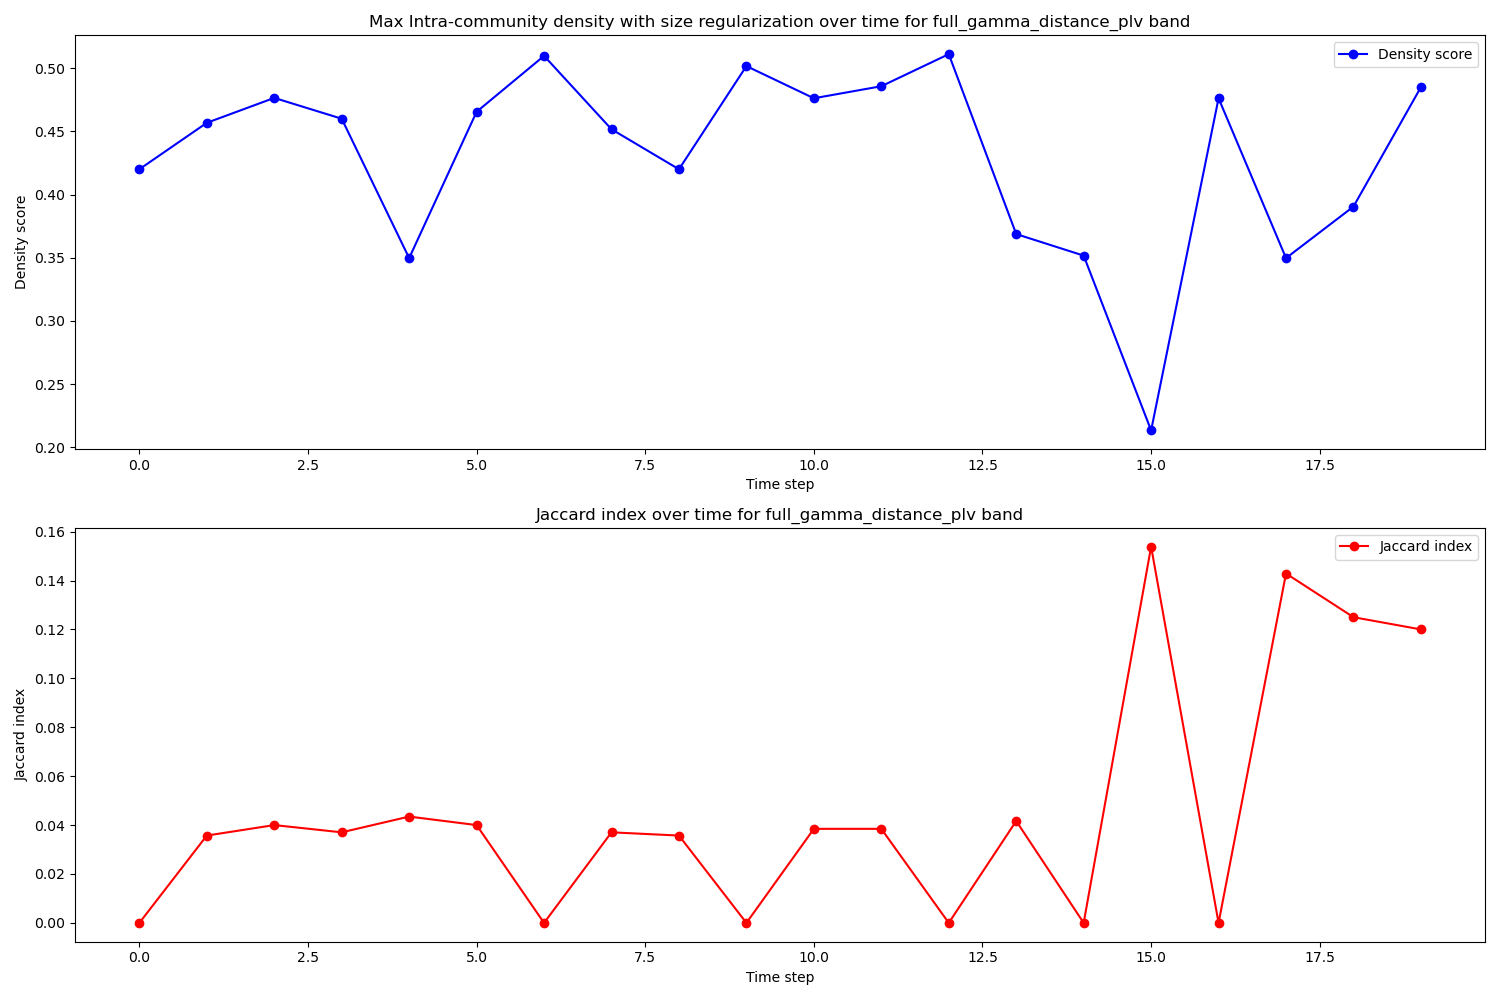 Max Intra-community density with size regularization over time for full_gamma_distance_plv band
Density score
0.50
0.45
0.40
0.35
0.30
0.25
0.20
Density score
0.0 2.5 5.0 7.5 10.0 12.5 15.0 17.5
Time step
Jaccard index over time for full_gamma_distance_plv band
Jaccard index
0.16
0.14
0.12
0.10
0.08
0.06
0.04
0.02
0.00
Jaccard index
0.0 2.5 5.0 7.5 10.0 12.5 15.0 17.5
Time step